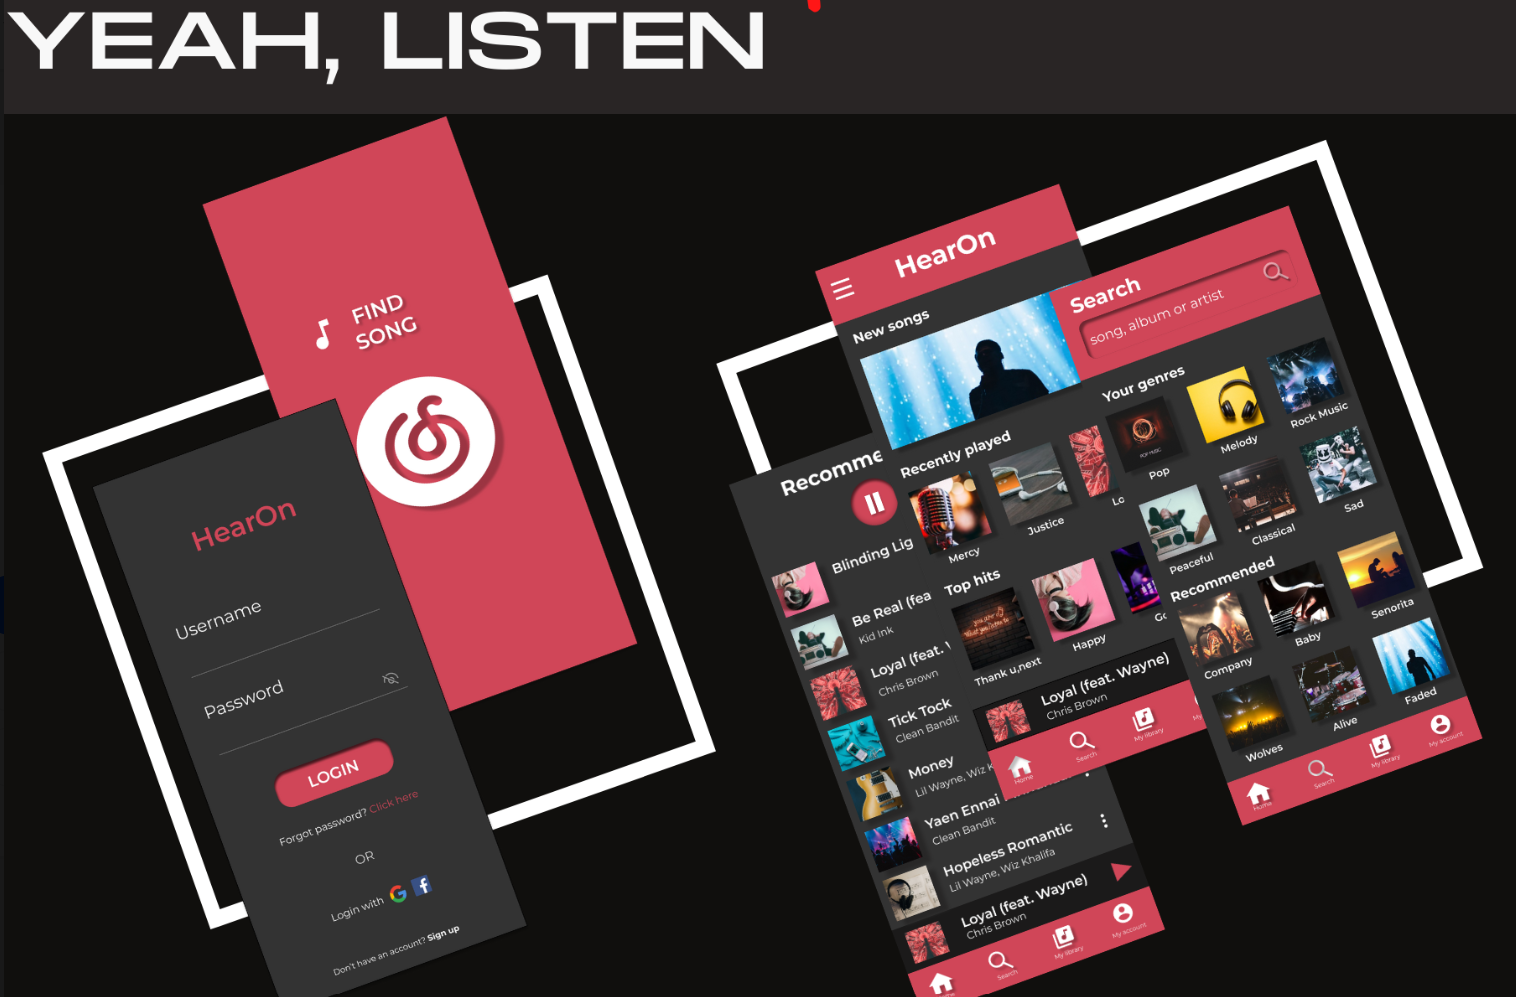 YEAH, LISTEN
FIND
SONG
HearOn
Username
Password
LOGIN
Forgot password? Click here
OR
Login with
Don't have an account? Sign up
HearOn
New songs
Recently played
Mercy
Justice
Lo
Top hits
Thank u,next
Happy
Go
Loyal (feat. Wayne)
Chris Brown
Home
Search
My library
My
Recomme
Blinding Lig
Be Real (fea
Kid Ink
Loyal (feat.
Chris Brown
Tick Tock
Clean Bandit
Money
Lil Wayne, Wiz K
Yaen Ennai
Clean Bandit
Hopeless Romantic
Lil Wayne, Wiz Khalifa
Loyal (feat. Wayne)
Chris Brown
Search
My library
My account
Search
song, album or artist
Your genres
Pop
POP MUSIC
Melody
Rock Music
Peaceful
Classical
Sad
Recommended
Company
Baby
Senorita
Wolves
Alive
Faded
Home
Search
My library
My account